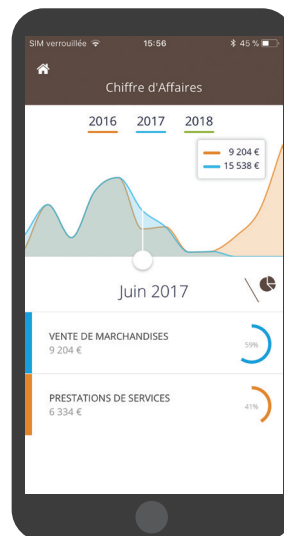 SIM verrouillée 15:56 45 %
Chiffre d'Affaires
2016 2017 2018
9 204 €
15 538 €
Juin 2017
VENTE DE MARCHANDISES
9 204 €
59%
PRESTATIONS DE SERVICES
6 334 €
41%